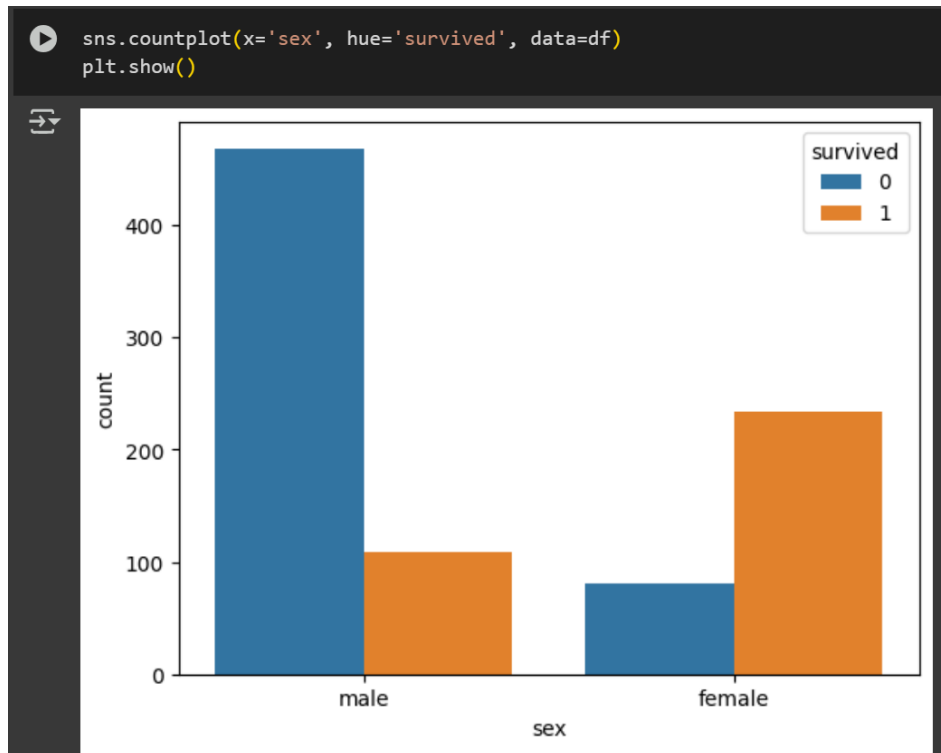 sns.countplot(x='sex', hue='survived', data=df)
plt.show()
survived
0
1
400
300
200
100
0
count
male female
sex